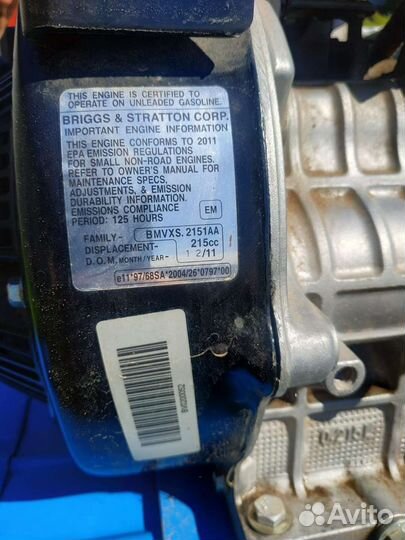 THIS ENGINE IS CERTIFIED TO
OPERATE ON UNLEADED GASOLINE.
BRIGGS & STRATTON CORP.
IMPORTANT ENGINE INFORMATION
THIS ENGINE CONFORMS TO 2011
EPA EMISSION REGULATIONS
FOR SMALL NON-ROAD ENGINES.
REFER TO OWNER'S MANUAL FOR
MAINTENANCE SPECS,
ADJUSTMENTS, & EMISSION
DURABILITY INFORMATION.
EMISSIONS COMPLIANCE
PERIOD: 125 HOURS
EM
FAMILY- BMVXS.2151AA
DISPLACEMENT- 215cc
D.O.M. MONTH/YEAR- 12/11
e11*97/68SA*2004/26*0797*00
Avito